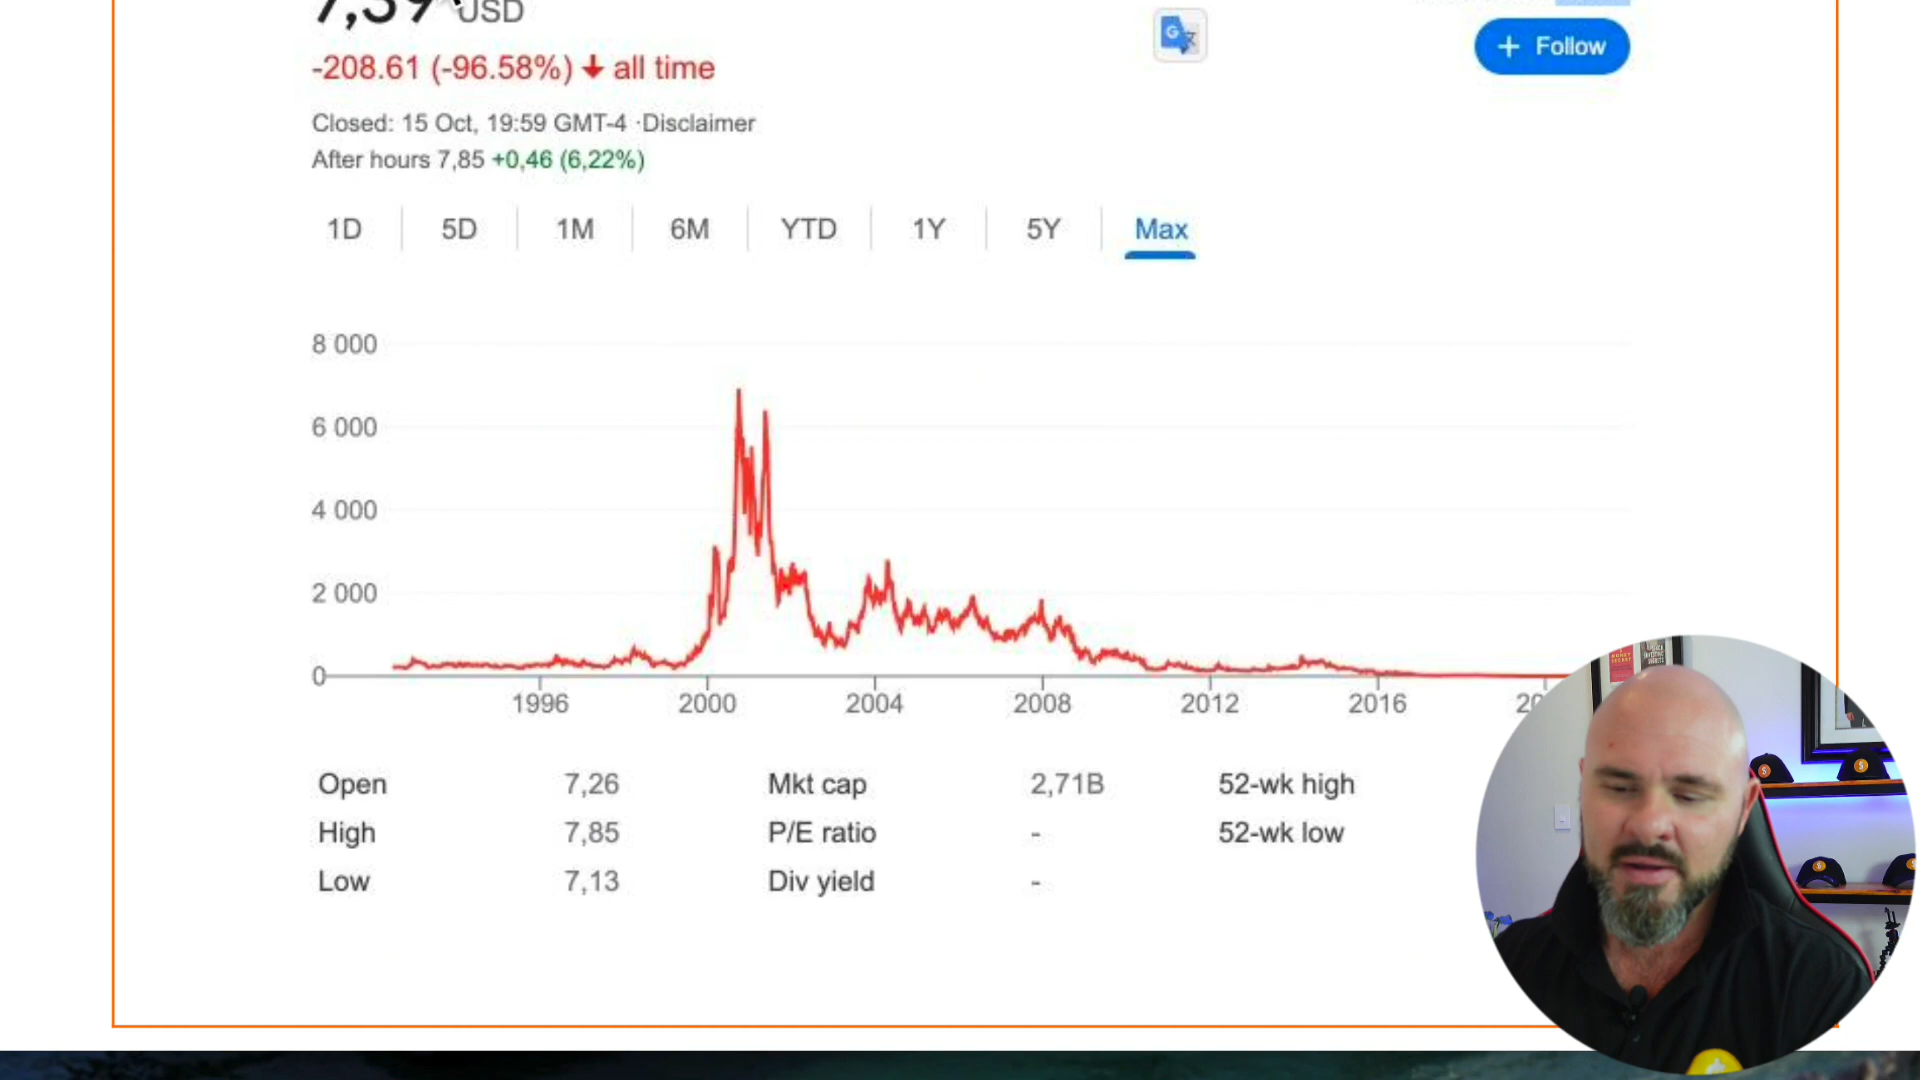 7,39 USD
-208.61 (-96.58%) all time
+ Follow
Closed: 15 Oct, 19:59 GMT-4 ·Disclaimer
After hours 7,85 +0,46 (6,22%)
1D 5D 1M 6M YTD 1Y 5Y Max
8 000
6 000
4 000
2 000
0
1996 2000 2004 2008 2012 2016
Open 7,26 Mkt cap 2,71B 52-wk high
High 7,85 P/E ratio - 52-wk low
Low 7,13 Div yield -